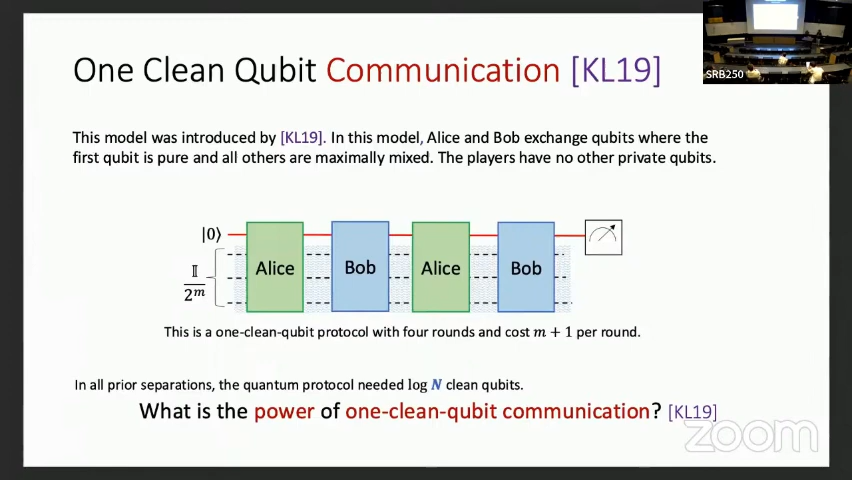 One Clean Qubit Communication [KL19]
SRB250
This model was introduced by [KL19]. In this model, Alice and Bob exchange qubits where the
first qubit is pure and all others are maximally mixed. The players have no other private qubits.
|0⟩
Alice Bob Alice Bob
𝕀
2^m
This is a one-clean-qubit protocol with four rounds and cost m + 1 per round.
In all prior separations, the quantum protocol needed log N clean qubits.
What is the power of one-clean-qubit communication? [KL19]
zoom